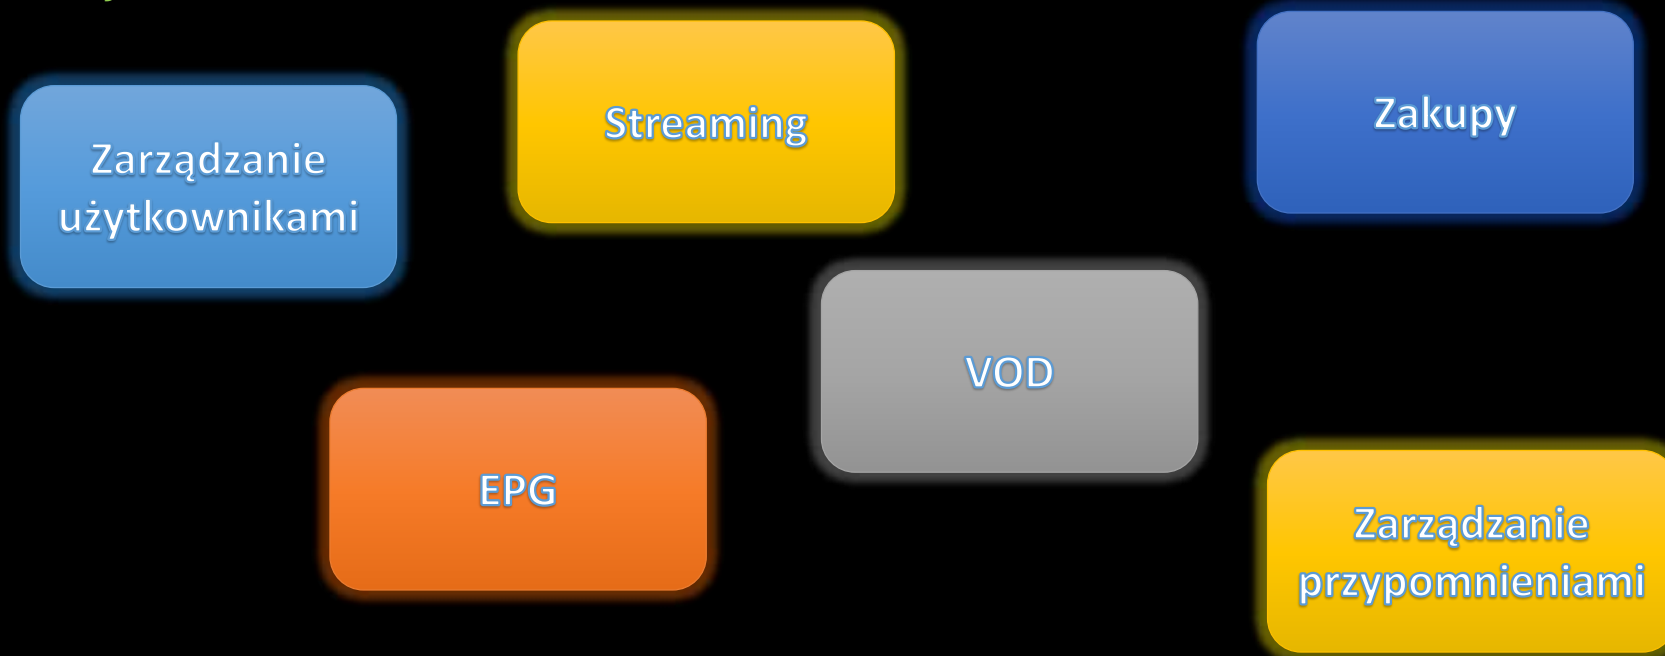 Streaming
Zakupy
Zarządzanie
użytkownikami
VOD
EPG
Zarządzanie
przypomnieniami